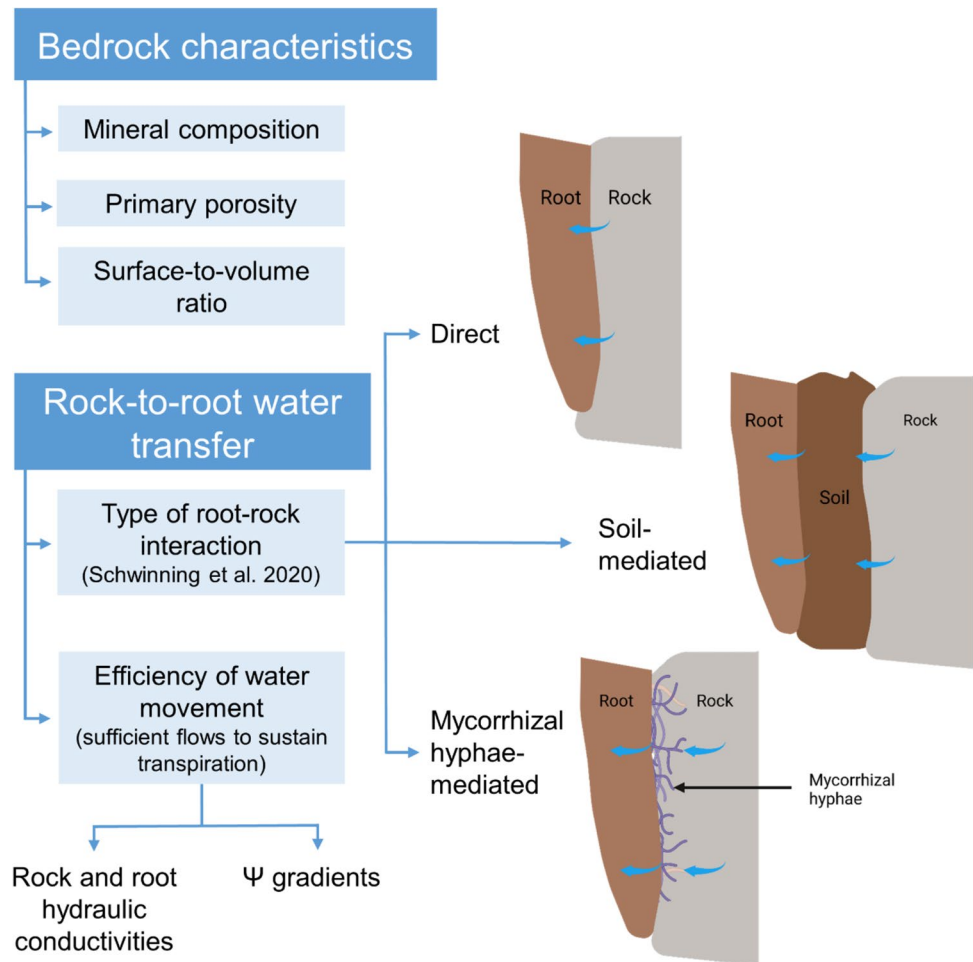 Bedrock characteristics
Mineral composition
Primary porosity
Surface-to-volume
ratio
Rock-to-root water
transfer
Type of root-rock
interaction
(Schwinning et al. 2020)
Efficiency of water
movement
(sufficient flows to sustain
transpiration)
Rock and root
hydraulic
conductivities
Ψ gradients
Direct
Root Rock
Soil-
mediated
Root
Soil
Rock
Mycorrhizal
hyphae-
mediated
Root Rock
Mycorrhizal
hyphae